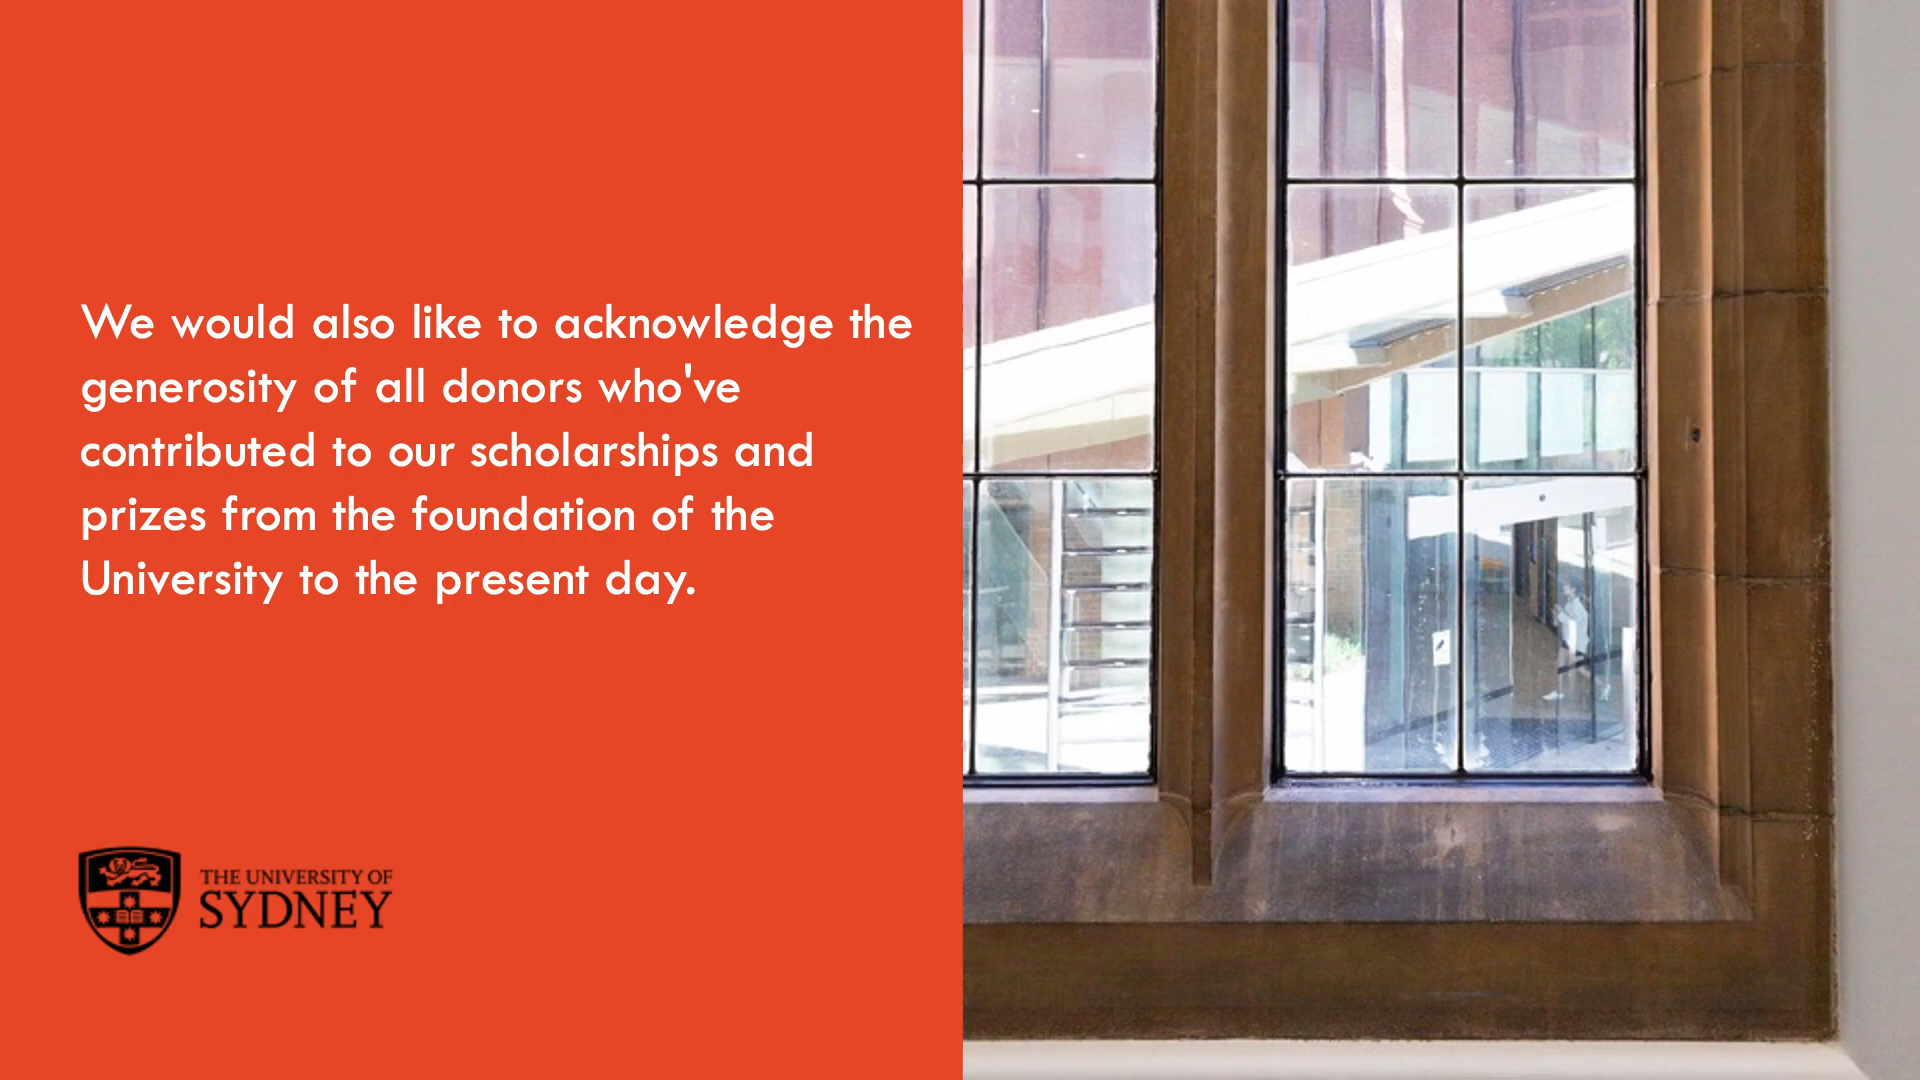 We would also like to acknowledge the
generosity of all donors who've
contributed to our scholarships and
prizes from the foundation of the
University to the present day.
THE UNIVERSITY OF
SYDNEY